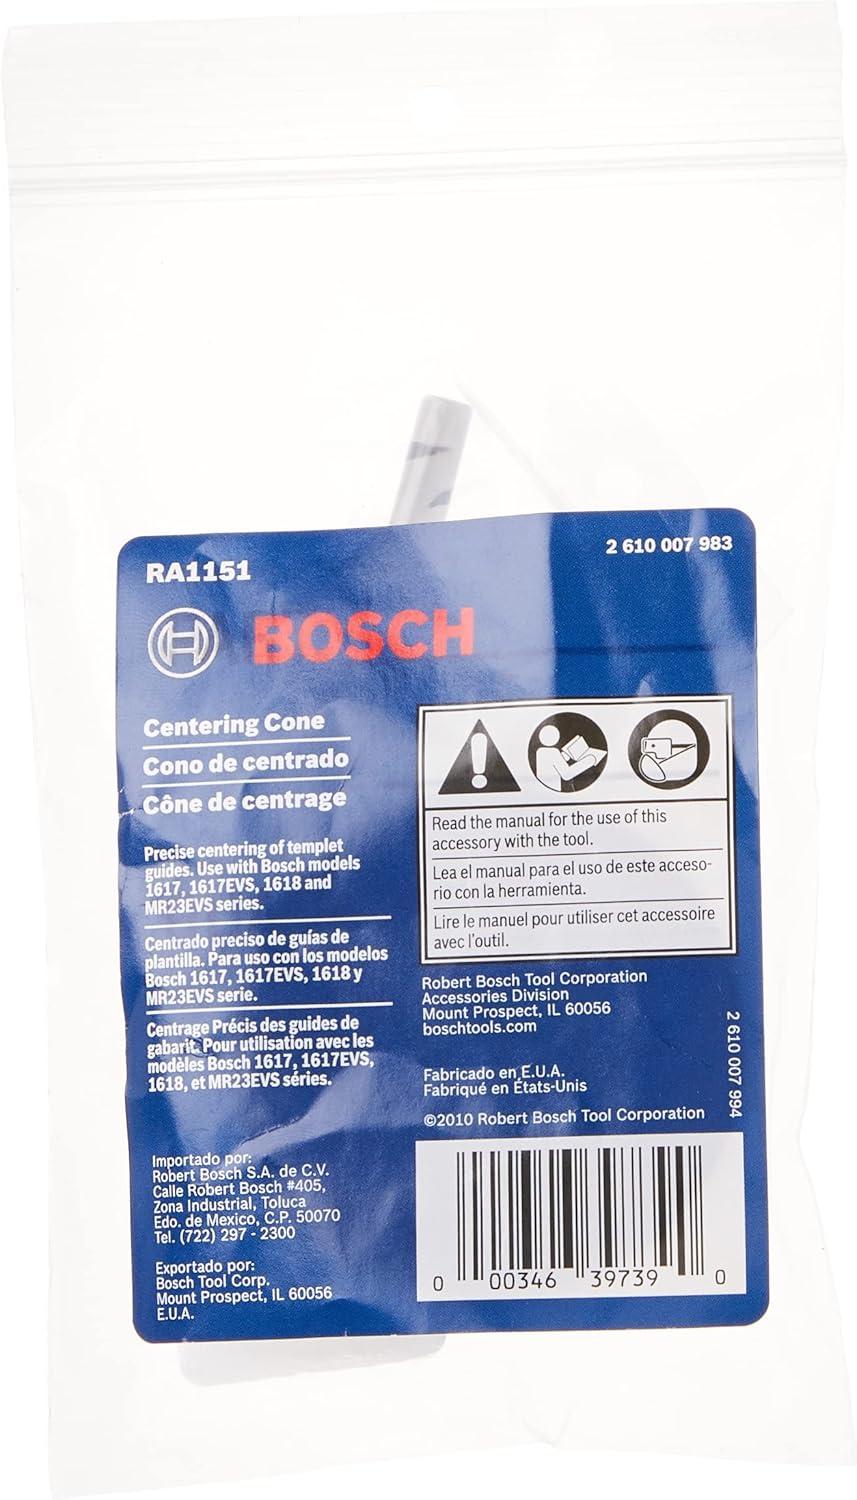 RA1151
2 610 007 983
BOSCH
Centering Cone
Cono de centrado
Cône de centrage
Precise centering of templet
guides. Use with Bosch models
1617, 1617EVS, 1618 and
MR23EVS series.
Centrado preciso de guías de
plantilla. Para uso con los modelos
Bosch 1617, 1617EVS, 1618 y
MR23EVS serie.
Centrage Précis des guides de
gabarit. Pour utilisation avec les
modèles Bosch 1617, 1617EVS,
1618, et MR23EVS séries.
Importado por:
Robert Bosch S.A. de C.V.
Calle Robert Bosch #405,
Zona Industrial, Toluca
Edo. de Mexico, C.P. 50070
Tel. (722) 297 - 2300
Exportado por:
Bosch Tool Corp.
Mount Prospect, IL 60056
E.U.A.
Read the manual for the use of this
accessory with the tool.
Lea el manual para el uso de este acceso-
rio con la herramienta.
Lire le manuel pour utiliser cet accessoire
avec l'outil.
Robert Bosch Tool Corporation
Accessories Division
Mount Prospect, IL 60056
boschtools.com
Fabricado en E.U.A.
Fabriqué en États-Unis
©2010 Robert Bosch Tool Corporation
2 610 007 994
0 00346 39739 0